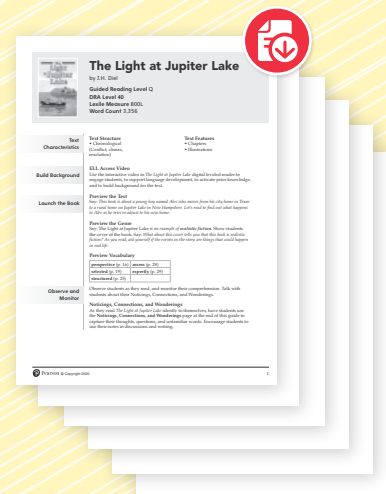 The Light
at Jupiter
Lake
The Light at Jupiter Lake
by J.H. Diel
Guided Reading Level Q
DRA Level 40
Lexile Measure 800L
Word Count 3,356
Text
Characteristics
Text Structure
• Chronological
(Conflict, climax,
resolution)
Text Features
• Chapters
• Illustrations
Build Background
ELL Access Video
Use the interactive video in The Light at Jupiter Lake digital leveled reader to
engage students, to support language development, to activate prior knowledge,
and to build background for the text.
Launch the Book
Preview the Text
Say: This book is about a young boy named Alex who moves from his city home in Texas
to a rural home on Jupiter Lake in New Hampshire. Let's read to find out what happens
to Alex as he tries to adjust to his new home.
Preview the Genre
Say: The Light at Jupiter Lake is an example of realistic fiction. Show students
the cover of the book. Say: What about this cover tells you that this book is realistic
fiction? As you read, ask yourself if the events in the story are things that could happen
in real life.
Preview Vocabulary
perspective (p. 16) access (p. 28)
selected (p. 19) expertly (p. 29)
structured (p. 29)
Observe and
Monitor
Observe students as they read, and monitor their comprehension. Talk with
students about their Noticings, Connections, and Wonderings.
Noticings, Connections, and Wonderings
As they read The Light at Jupiter Lake silently to themselves, have students use
the Noticings, Connections, and Wonderings page at the end of this guide to
capture their thoughts, questions, and unfamiliar words. Encourage students to
use their notes in discussions and writing.
Pearson © Copyright 2020
1